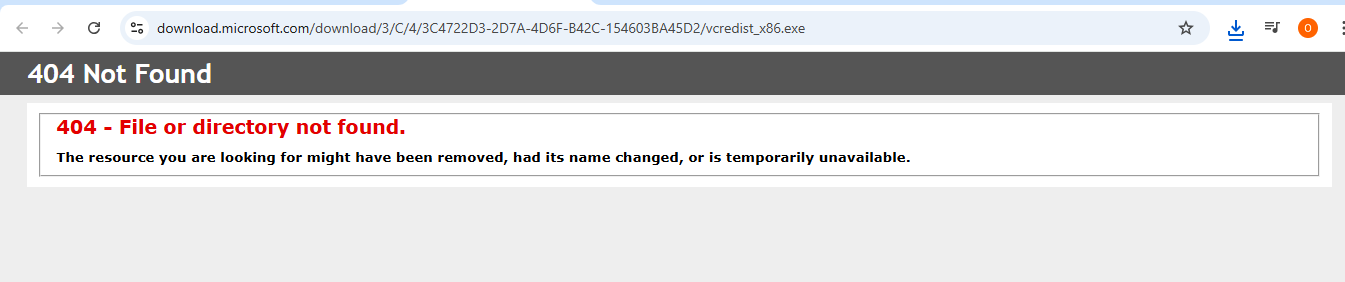 download.microsoft.com/download/3/C/4/3C4722D3-2D7A-4D6F-B42C-154603BA45D2/vcredist_x86.exe
0
404 Not Found
404 - File or directory not found.
The resource you are looking for might have been removed, had its name changed, or is temporarily unavailable.